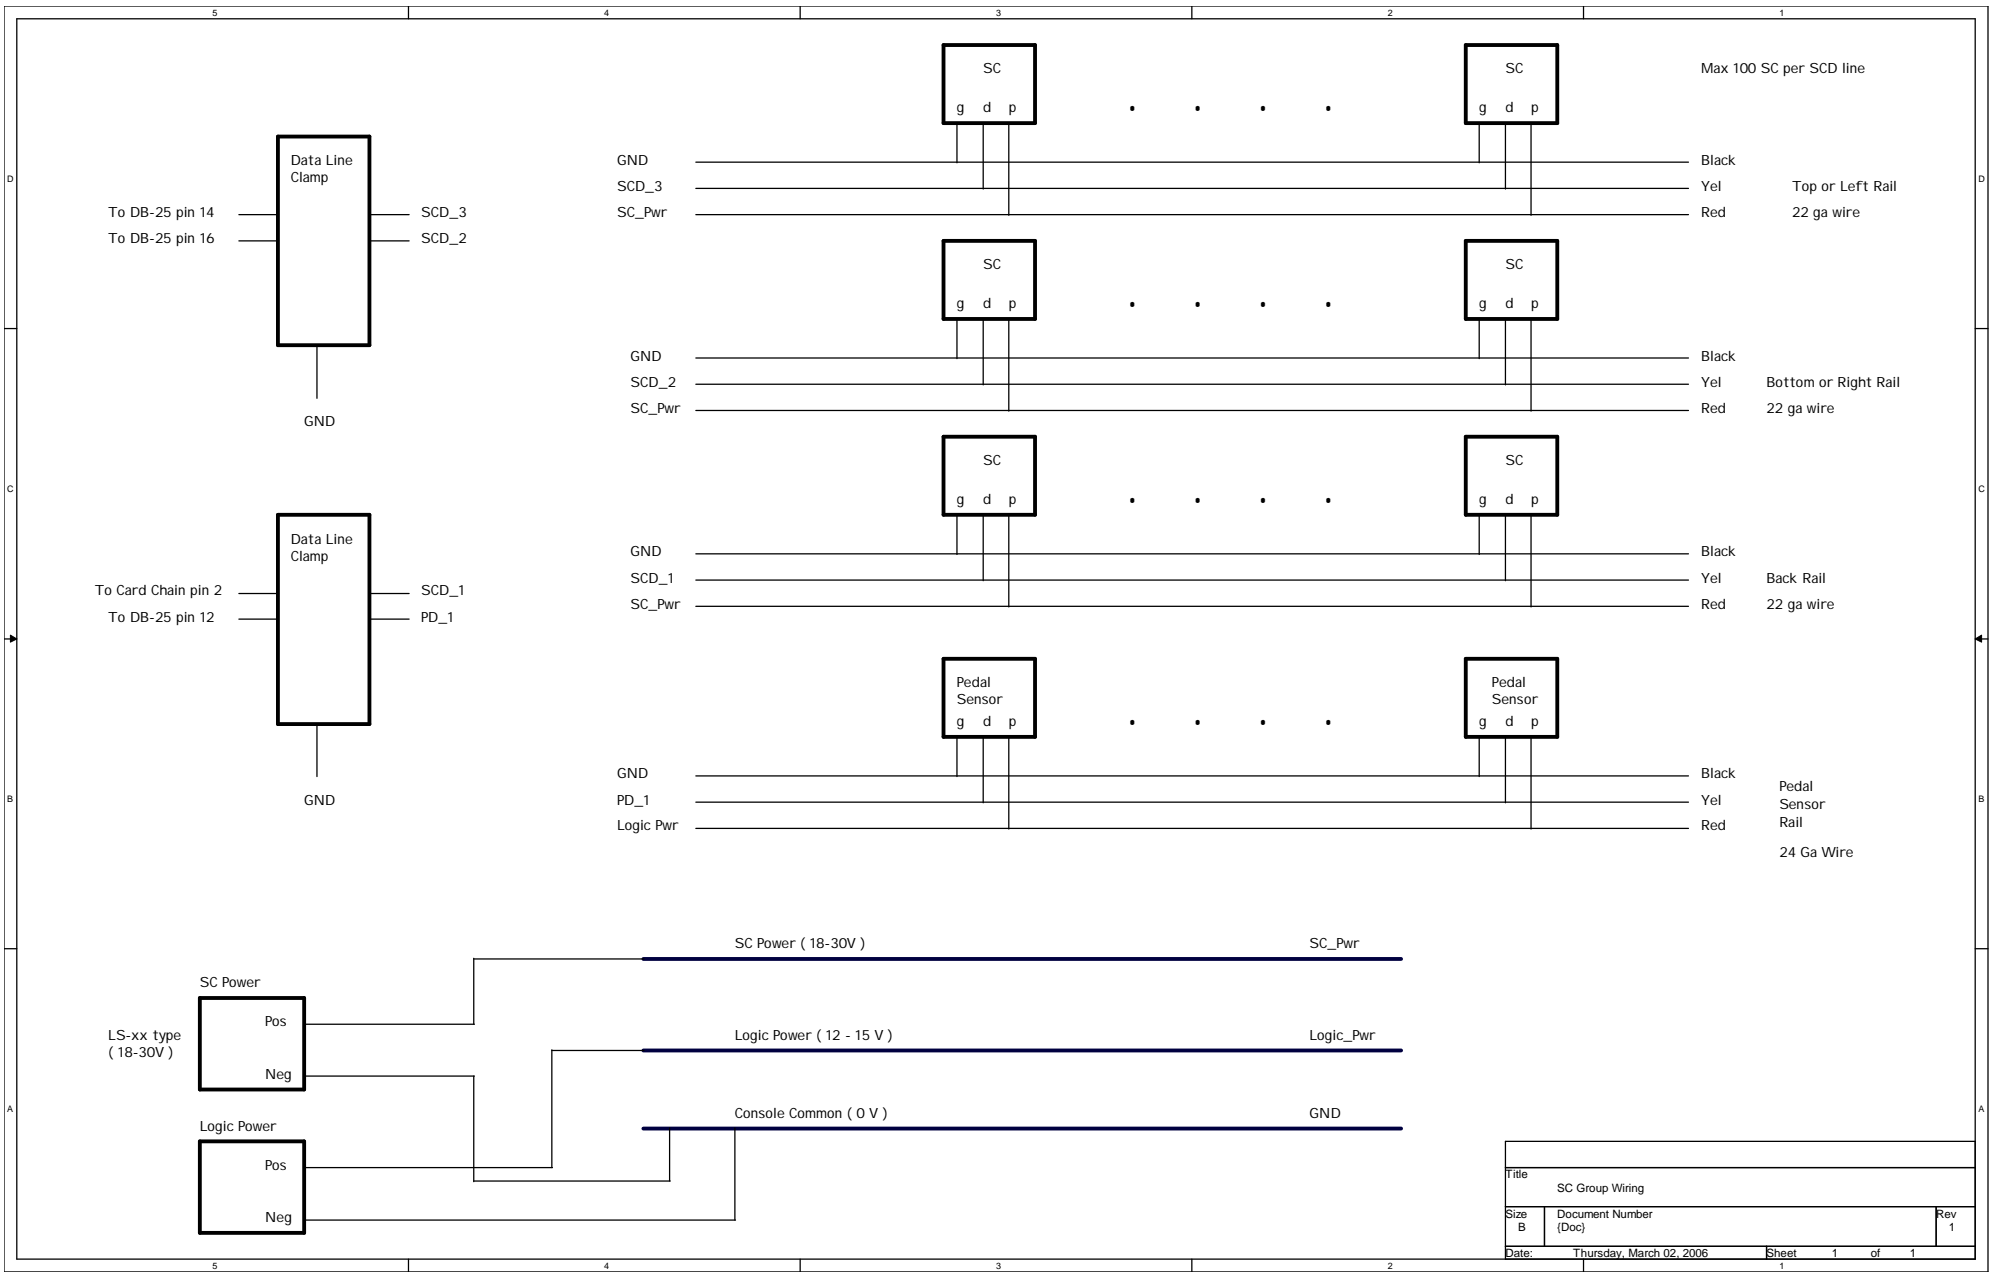 5 4 3 2 1
SC
SC
Max 100 SC per SCD line
g d p
g d p
Data Line
Clamp
To DB-25 pin 14
To DB-25 pin 16
SCD_3
SCD_2
GND
GND
SCD_3
SC_Pwr
Black
Yel
Red
Top or Left Rail
22 ga wire
D
D
SC
SC
g d p
g d p
GND
SCD_2
SC_Pwr
Black
Yel
Red
Bottom or Right Rail
22 ga wire
SC
SC
g d p
g d p
C
C
Data Line
Clamp
To Card Chain pin 2
To DB-25 pin 12
SCD_1
PD_1
GND
GND
SCD_1
SC_Pwr
Black
Yel
Red
Back Rail
22 ga wire
Pedal
Sensor
g d p
Pedal
Sensor
g d p
GND
PD_1
Logic Pwr
Black
Yel
Red
Pedal
Sensor
Rail
24 Ga Wire
B
B
SC Power ( 18-30V )
SC_Pwr
SC Power
LS-xx type
( 18-30V )
Pos
Neg
Logic Power ( 12 - 15 V )
Logic_Pwr
Console Common ( 0 V )
GND
Logic Power
Pos
Neg
A
A
Title
SC Group Wiring
Size
B
Document Number
{Doc}
Rev
1
Date:
Thursday, March 02, 2006
Sheet 1 of 1
5 4 3 2 1